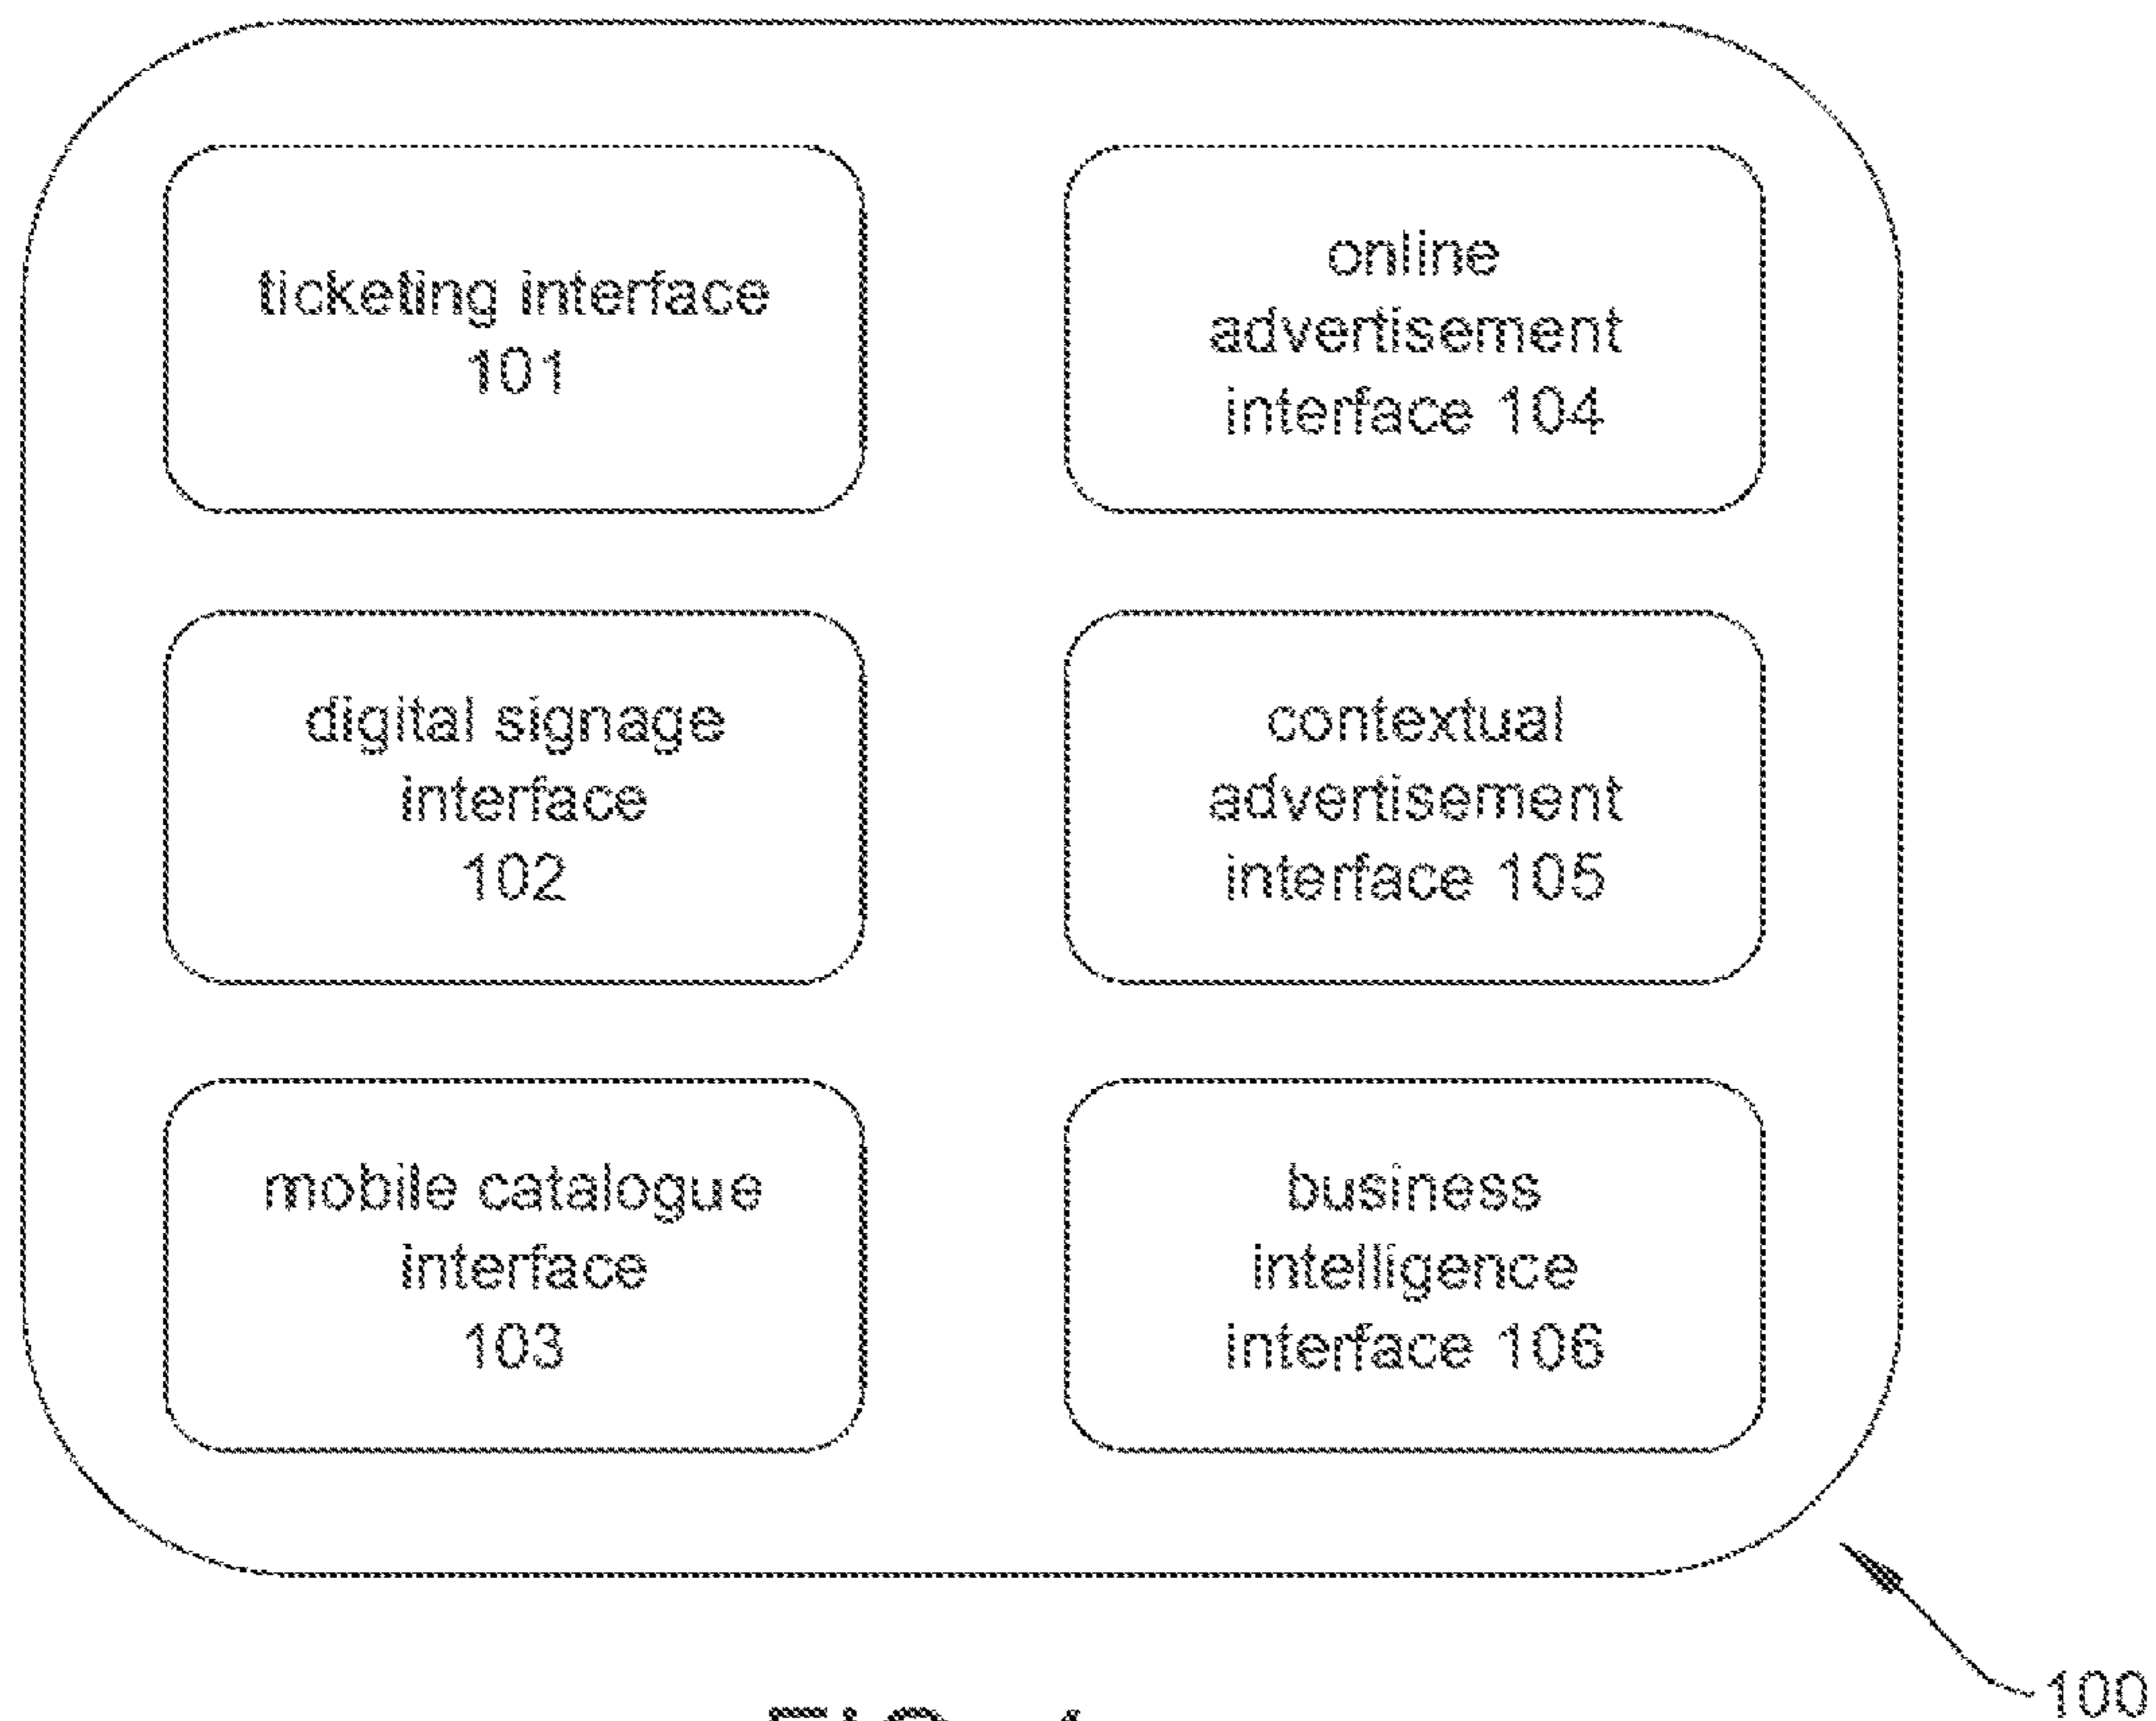 ticketing interface
101
online
advertisement
interface 104
digital signage
interface
102
contextual
advertisement
interface 105
mobile catalogue
interface
103
business
intelligence
interface 106
100